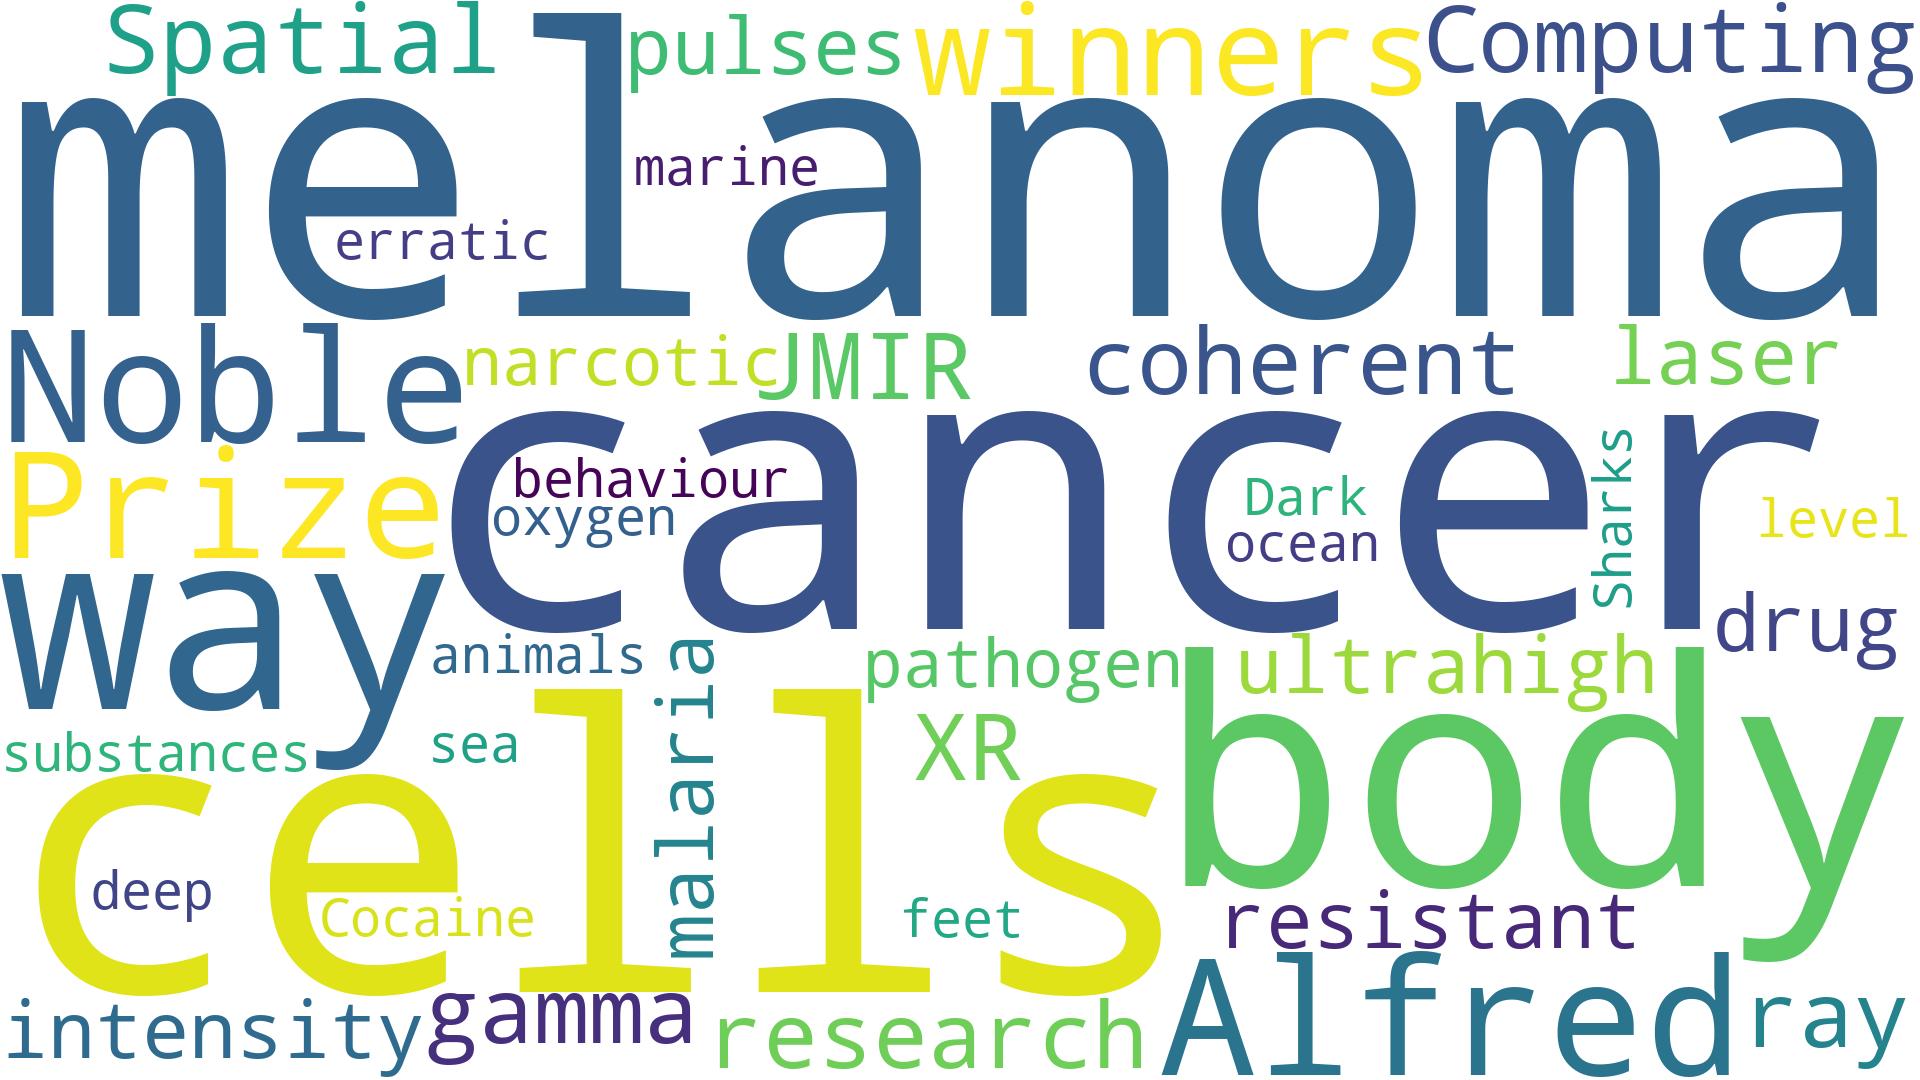 Spatial
pulses
winners
Computing
melanoma
marine
erratic
Noble
narcotic
JMIR
coherent
laser
Prize
cancer
behaviour
oxygen
Dark
ocean
Sharks
level
way
drug
animals
malaria
pathogen
ultrahigh
body
substances
sea
XR
cells
deep
Cocaine
feet
resistant
intensity
gamma
research
Alfred
ray